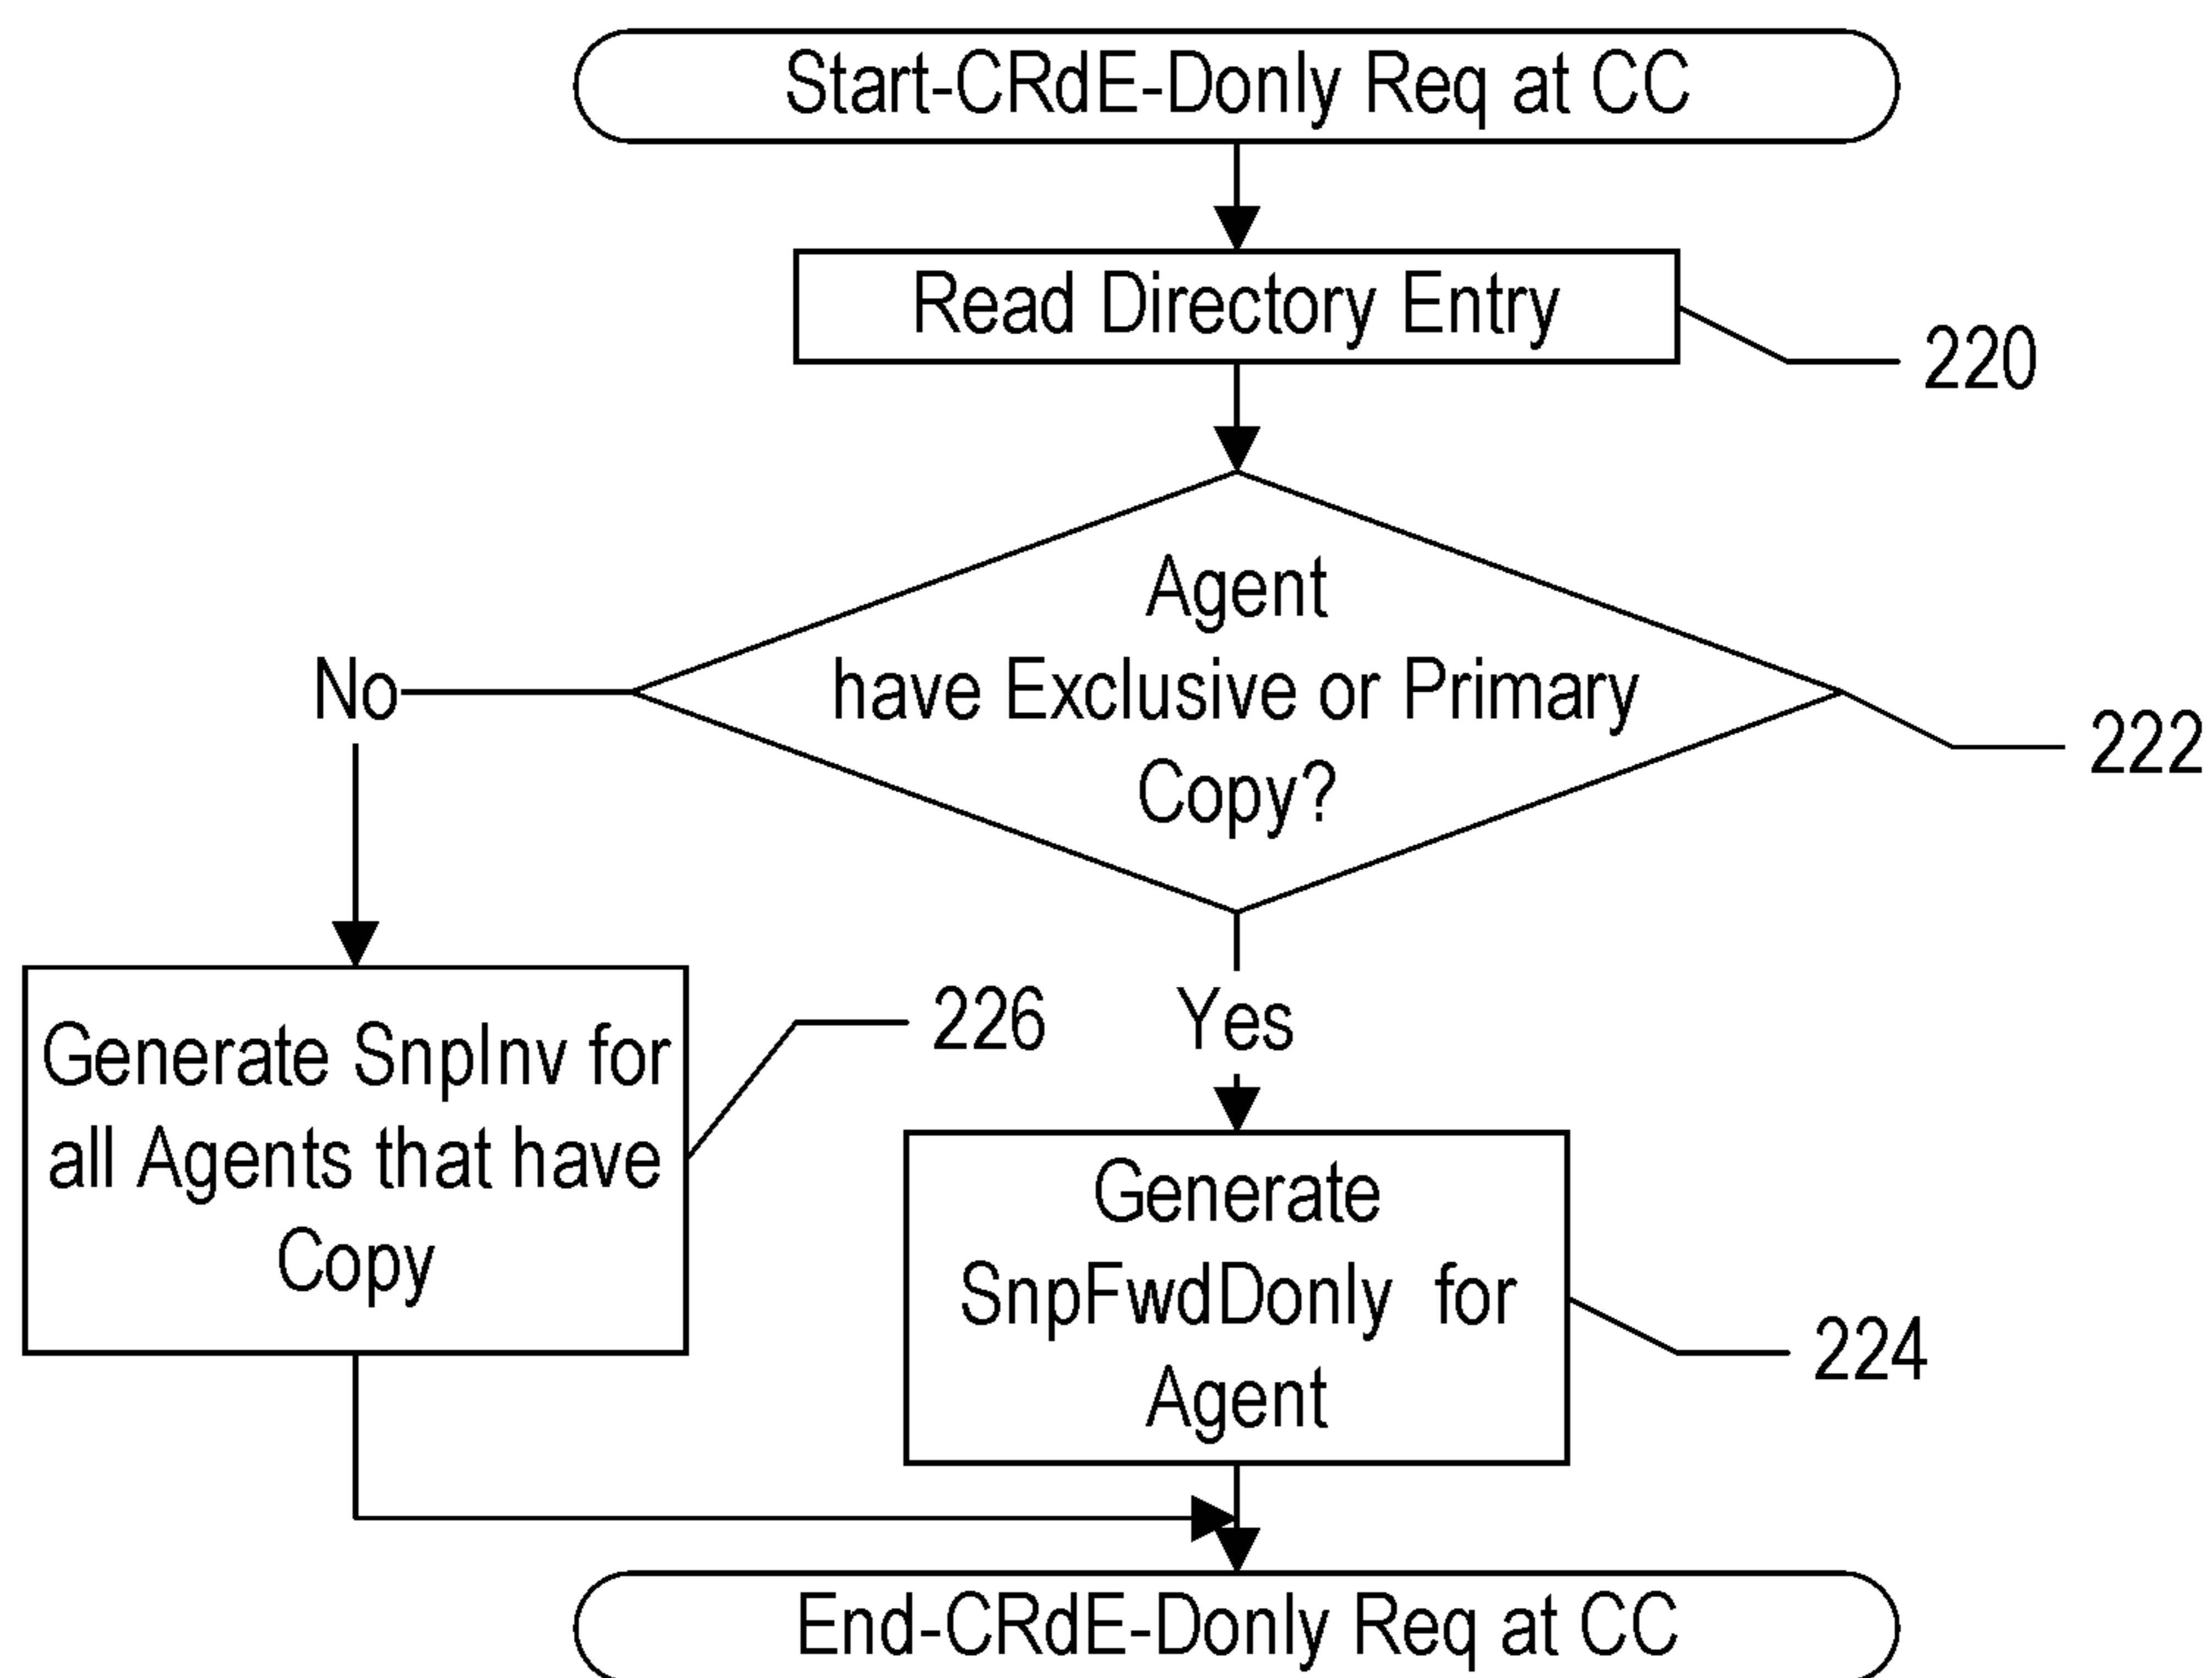 Start-CRdE-Donly Req at CC
Read Directory Entry
220
Agent
have Exclusive or Primary
Copy?
222
No
Yes
Generate SnpInv for
all Agents that have
Copy
226
Generate
SnpFwdDonly for
Agent
224
End-CRdE-Donly Req at CC